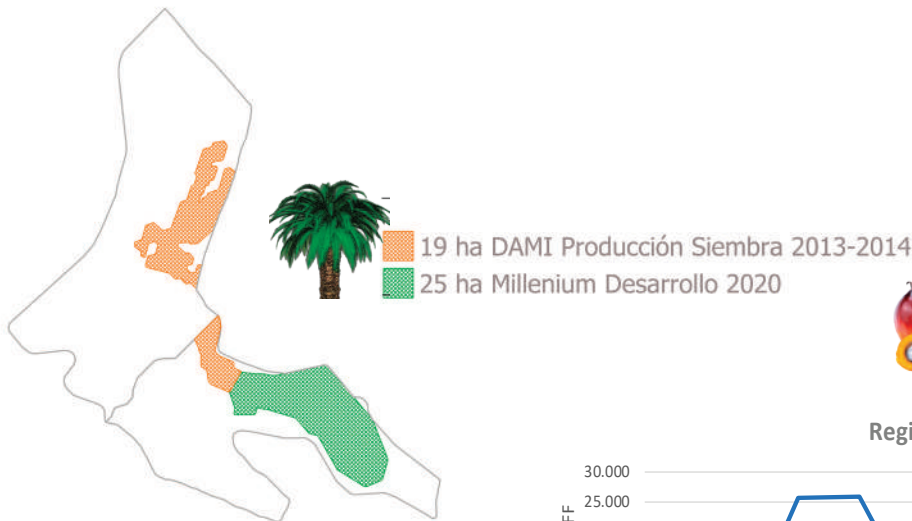 19 ha DAMI Producción Siembra 2013-2014
25 ha Millenium Desarrollo 2020
30.000
25.000